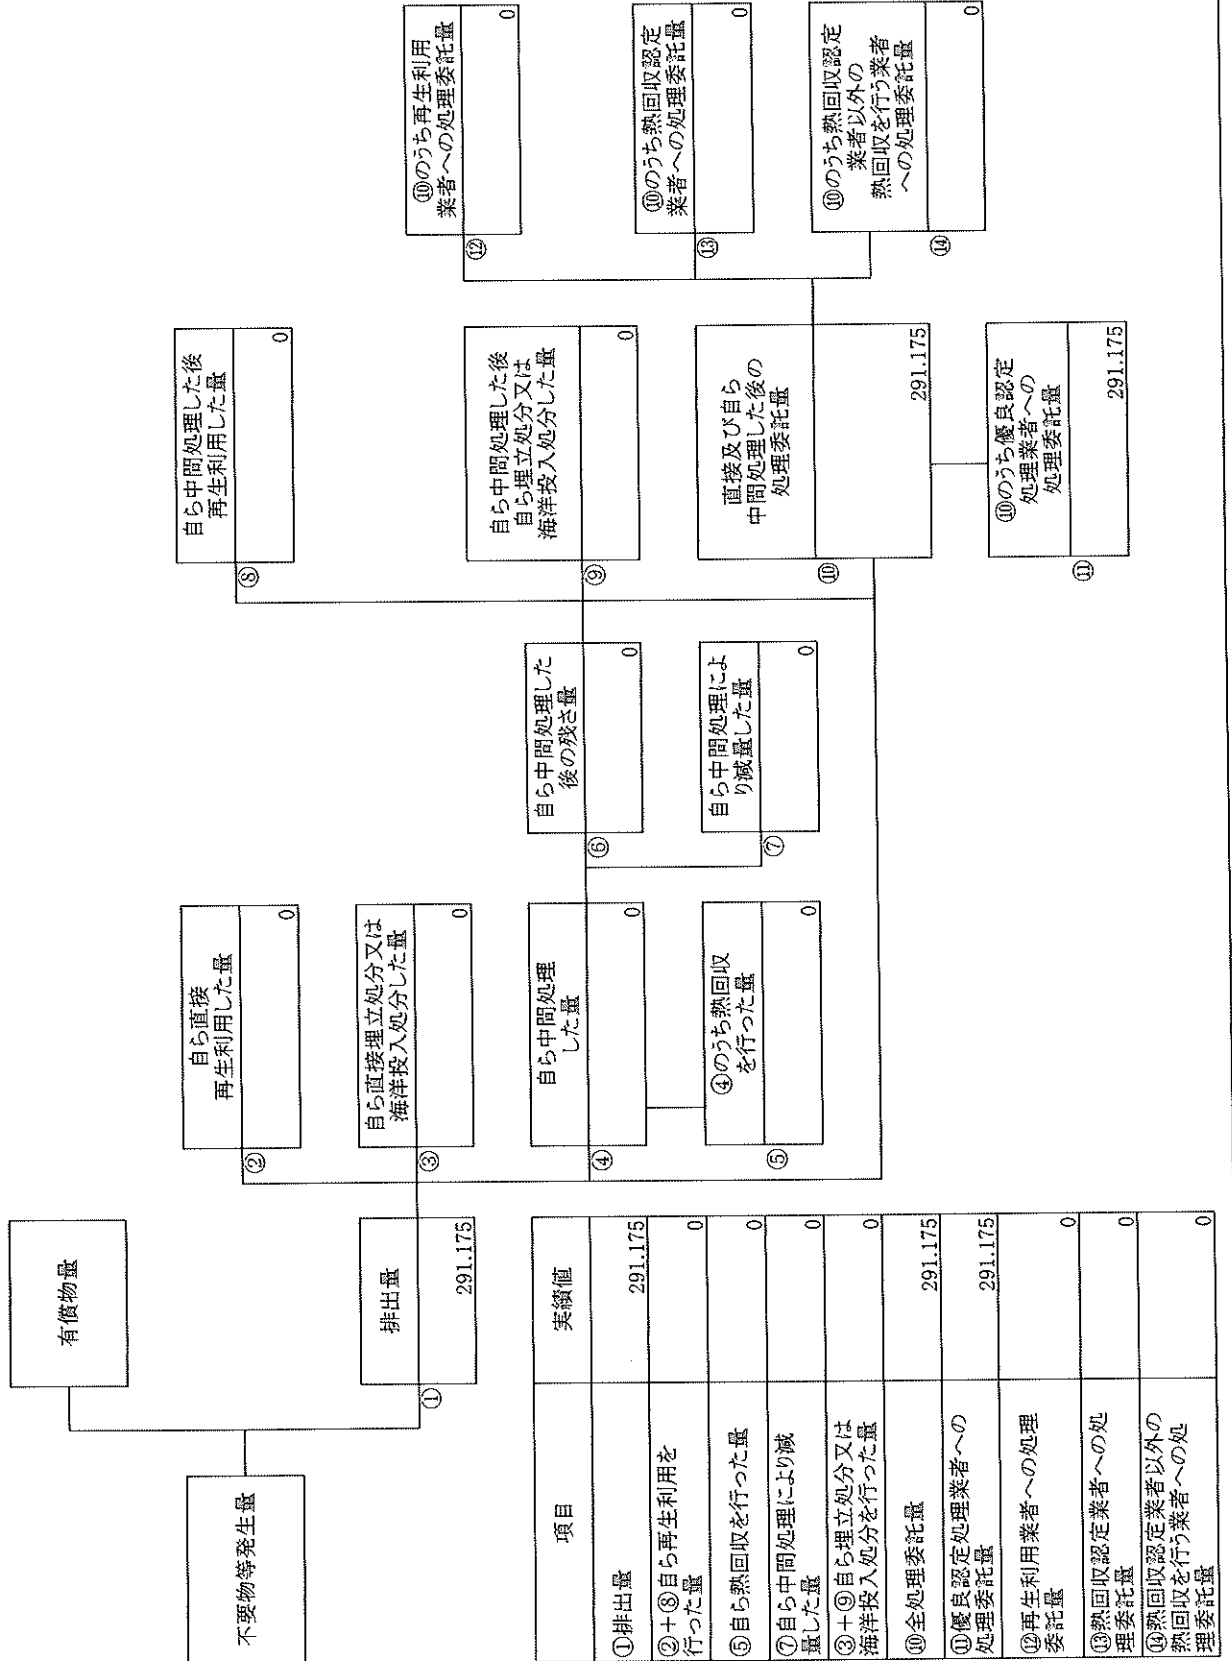 不要物等発生量
有償物量
排出量
①
291.175
自ら直接
再生利用した量
②
0
自ら直接埋立処分又は
海洋投入処分した量
③
0
自ら中間処理
した量
④
0
④のうち熱回収
を行った量
⑤
0
自ら中間処理した
後の残さ量
⑥
0
自ら中間処理によ
り減量した量
⑦
0
自ら中間処理した後
再生利用した量
⑧
0
自ら中間処理した後
自ら埋立処分又は
海洋投入処分した量
⑨
0
直接及び自ら
中間処理した後の
処理委託量
⑩
291.175
⑩のうち優良認定
処理業者への
処理委託量
⑪
291.175
⑩のうち再生利用
業者への処理委託量
⑫
0
⑩のうち熱回収認定
業者への処理委託量
⑬
0
⑩のうち熱回収認定
業者以外の
熱回収を行う業者
への処理委託量
⑭
0
項目 実績値
①排出量 291.175
②+⑧自ら再生利用を
行った量 0
⑤自ら熱回収を行った量 0
⑦自ら中間処理により減
量した量 0
③+⑨自ら埋立処分又は
海洋投入処分を行った量 0
⑩全処理委託量 291.175
⑪優良認定処理業者への
処理委託量 291.175
⑫再生利用業者への処理
委託量 0
⑬熱回収認定業者への処
理委託量 0
⑭熱回収認定業者以外の
熱回収を行う業者への処
理委託量 0